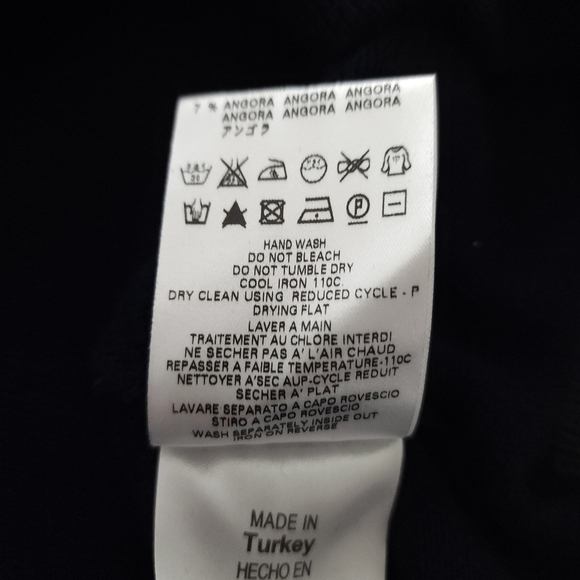 7 % ANGORA ANGORA ANGORA
ANGORA ANGORA ANGORA
アンゴラ
HAND WASH
DO NOT BLEACH
DO NOT TUMBLE DRY
COOL IRON 110C
DRY CLEAN USING REDUCED CYCLE - P
DRYING FLAT
LAVER A MAIN
TRAITEMENT AU CHLORE INTERDI
NE SECHER PAS A' L'AIR CHAUD
REPASSER A FAIBLE TEMPERATURE-110C
NETTOYER A'SEC AUP-CYCLE REDUIT
SECHER A' PLAT
LAVARE SEPARATO A CAPO ROVESCIO
STIRO A CAPO ROVESCIO
WASH SEPARATELY INSIDE OUT
IRON ON REVERSE
MADE IN
Turkey
HECHO EN